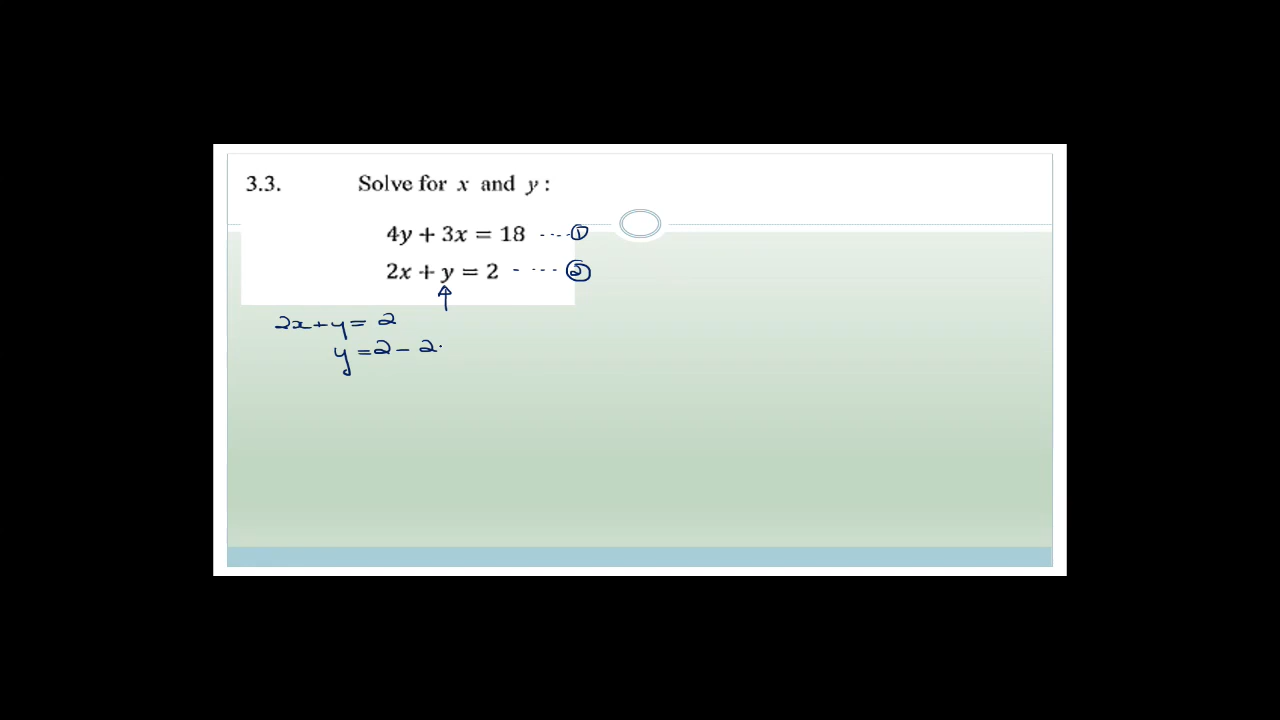 3.3. Solve for x and y :
4y + 3x = 18 ----①
2x + y = 2 - ----②
2x+y= 2
y =2- 2